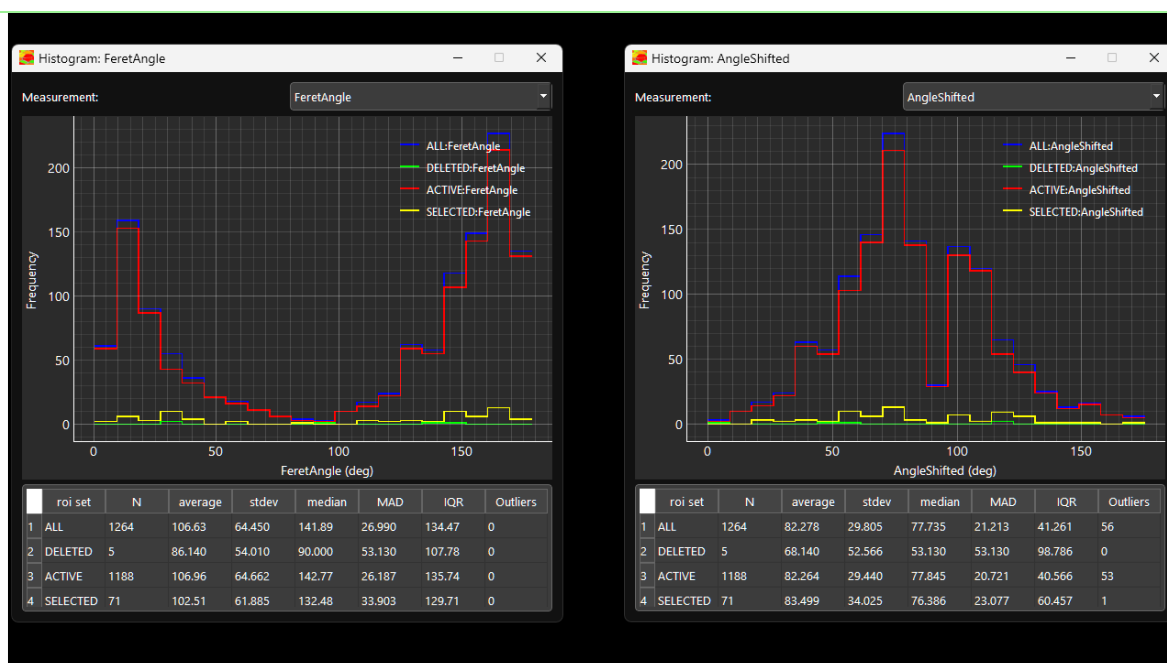 Histogram: FeretAngle
Measurement: FeretAngle
ALL:FeretAngle
DELETED:FeretAngle
ACTIVE:FeretAngle
SELECTED:FeretAngle
Frequency
200
150
100
50
0
0 50 100 150
FeretAngle (deg)
roi set N average stdev median MAD IQR Outliers
1 ALL 1264 106.63 64.450 141.89 26.990 134.47 0
2 DELETED 5 86.140 54.010 90.000 53.130 107.78 0
3 ACTIVE 1188 106.96 64.662 142.77 26.187 135.74 0
4 SELECTED 71 102.51 61.885 132.48 33.903 129.71 0
Histogram: AngleShifted
Measurement: AngleShifted
ALL:AngleShifted
DELETED:AngleShifted
ACTIVE:AngleShifted
SELECTED:AngleShifted
Frequency
200
150
100
50
0
0 50 100 150
AngleShifted (deg)
roi set N average stdev median MAD IQR Outliers
1 ALL 1264 82.278 29.805 77.735 21.213 41.261 56
2 DELETED 5 68.140 52.566 53.130 53.130 98.786 0
3 ACTIVE 1188 82.264 29.440 77.845 20.721 40.566 53
4 SELECTED 71 83.499 34.025 76.386 23.077 60.457 1